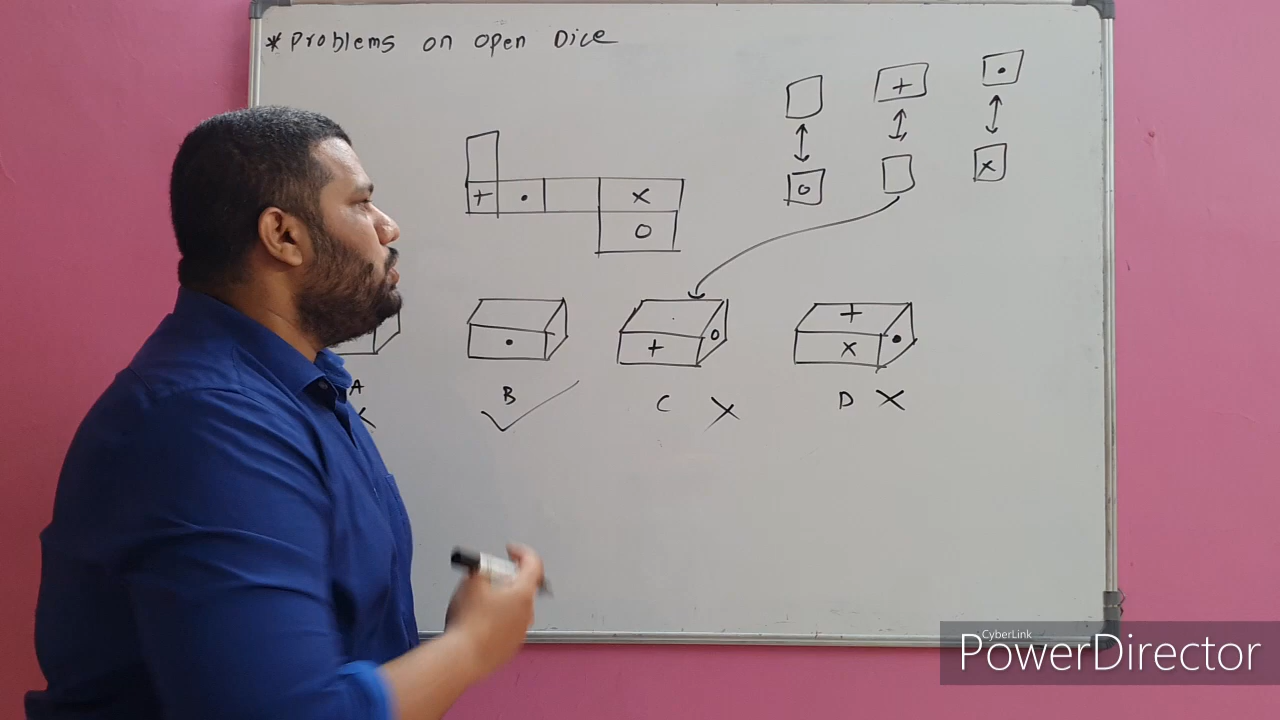 * Problems on open Dice
+ •
+ • x
o
o x
+
• + o x •
A B C D
x x
CyberLink
PowerDirector